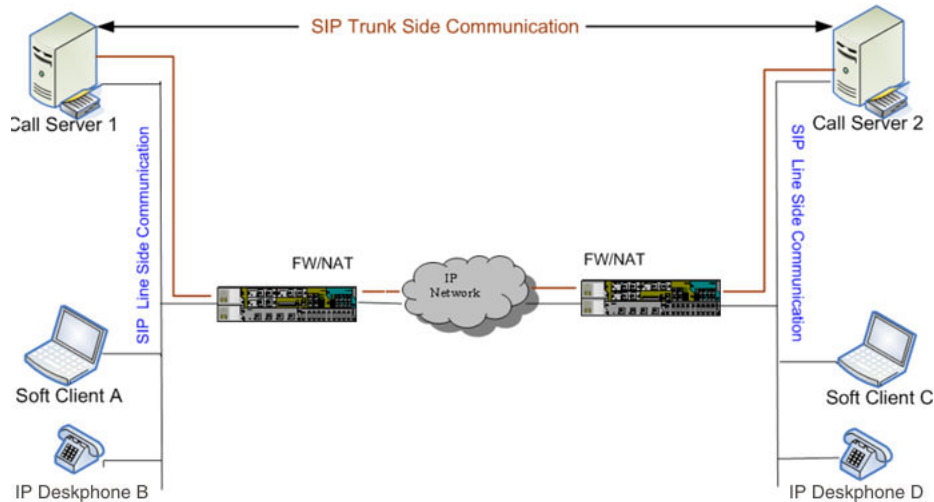 SIP Trunk Side Communication
Call Server 1
Call Server 2
SIP Line Side Communication
SIP Line Side Communication
FW/NAT
FW/NAT
IP
Network
Soft Client A
Soft Client C
IP Deskphone B
IP Deskphone D